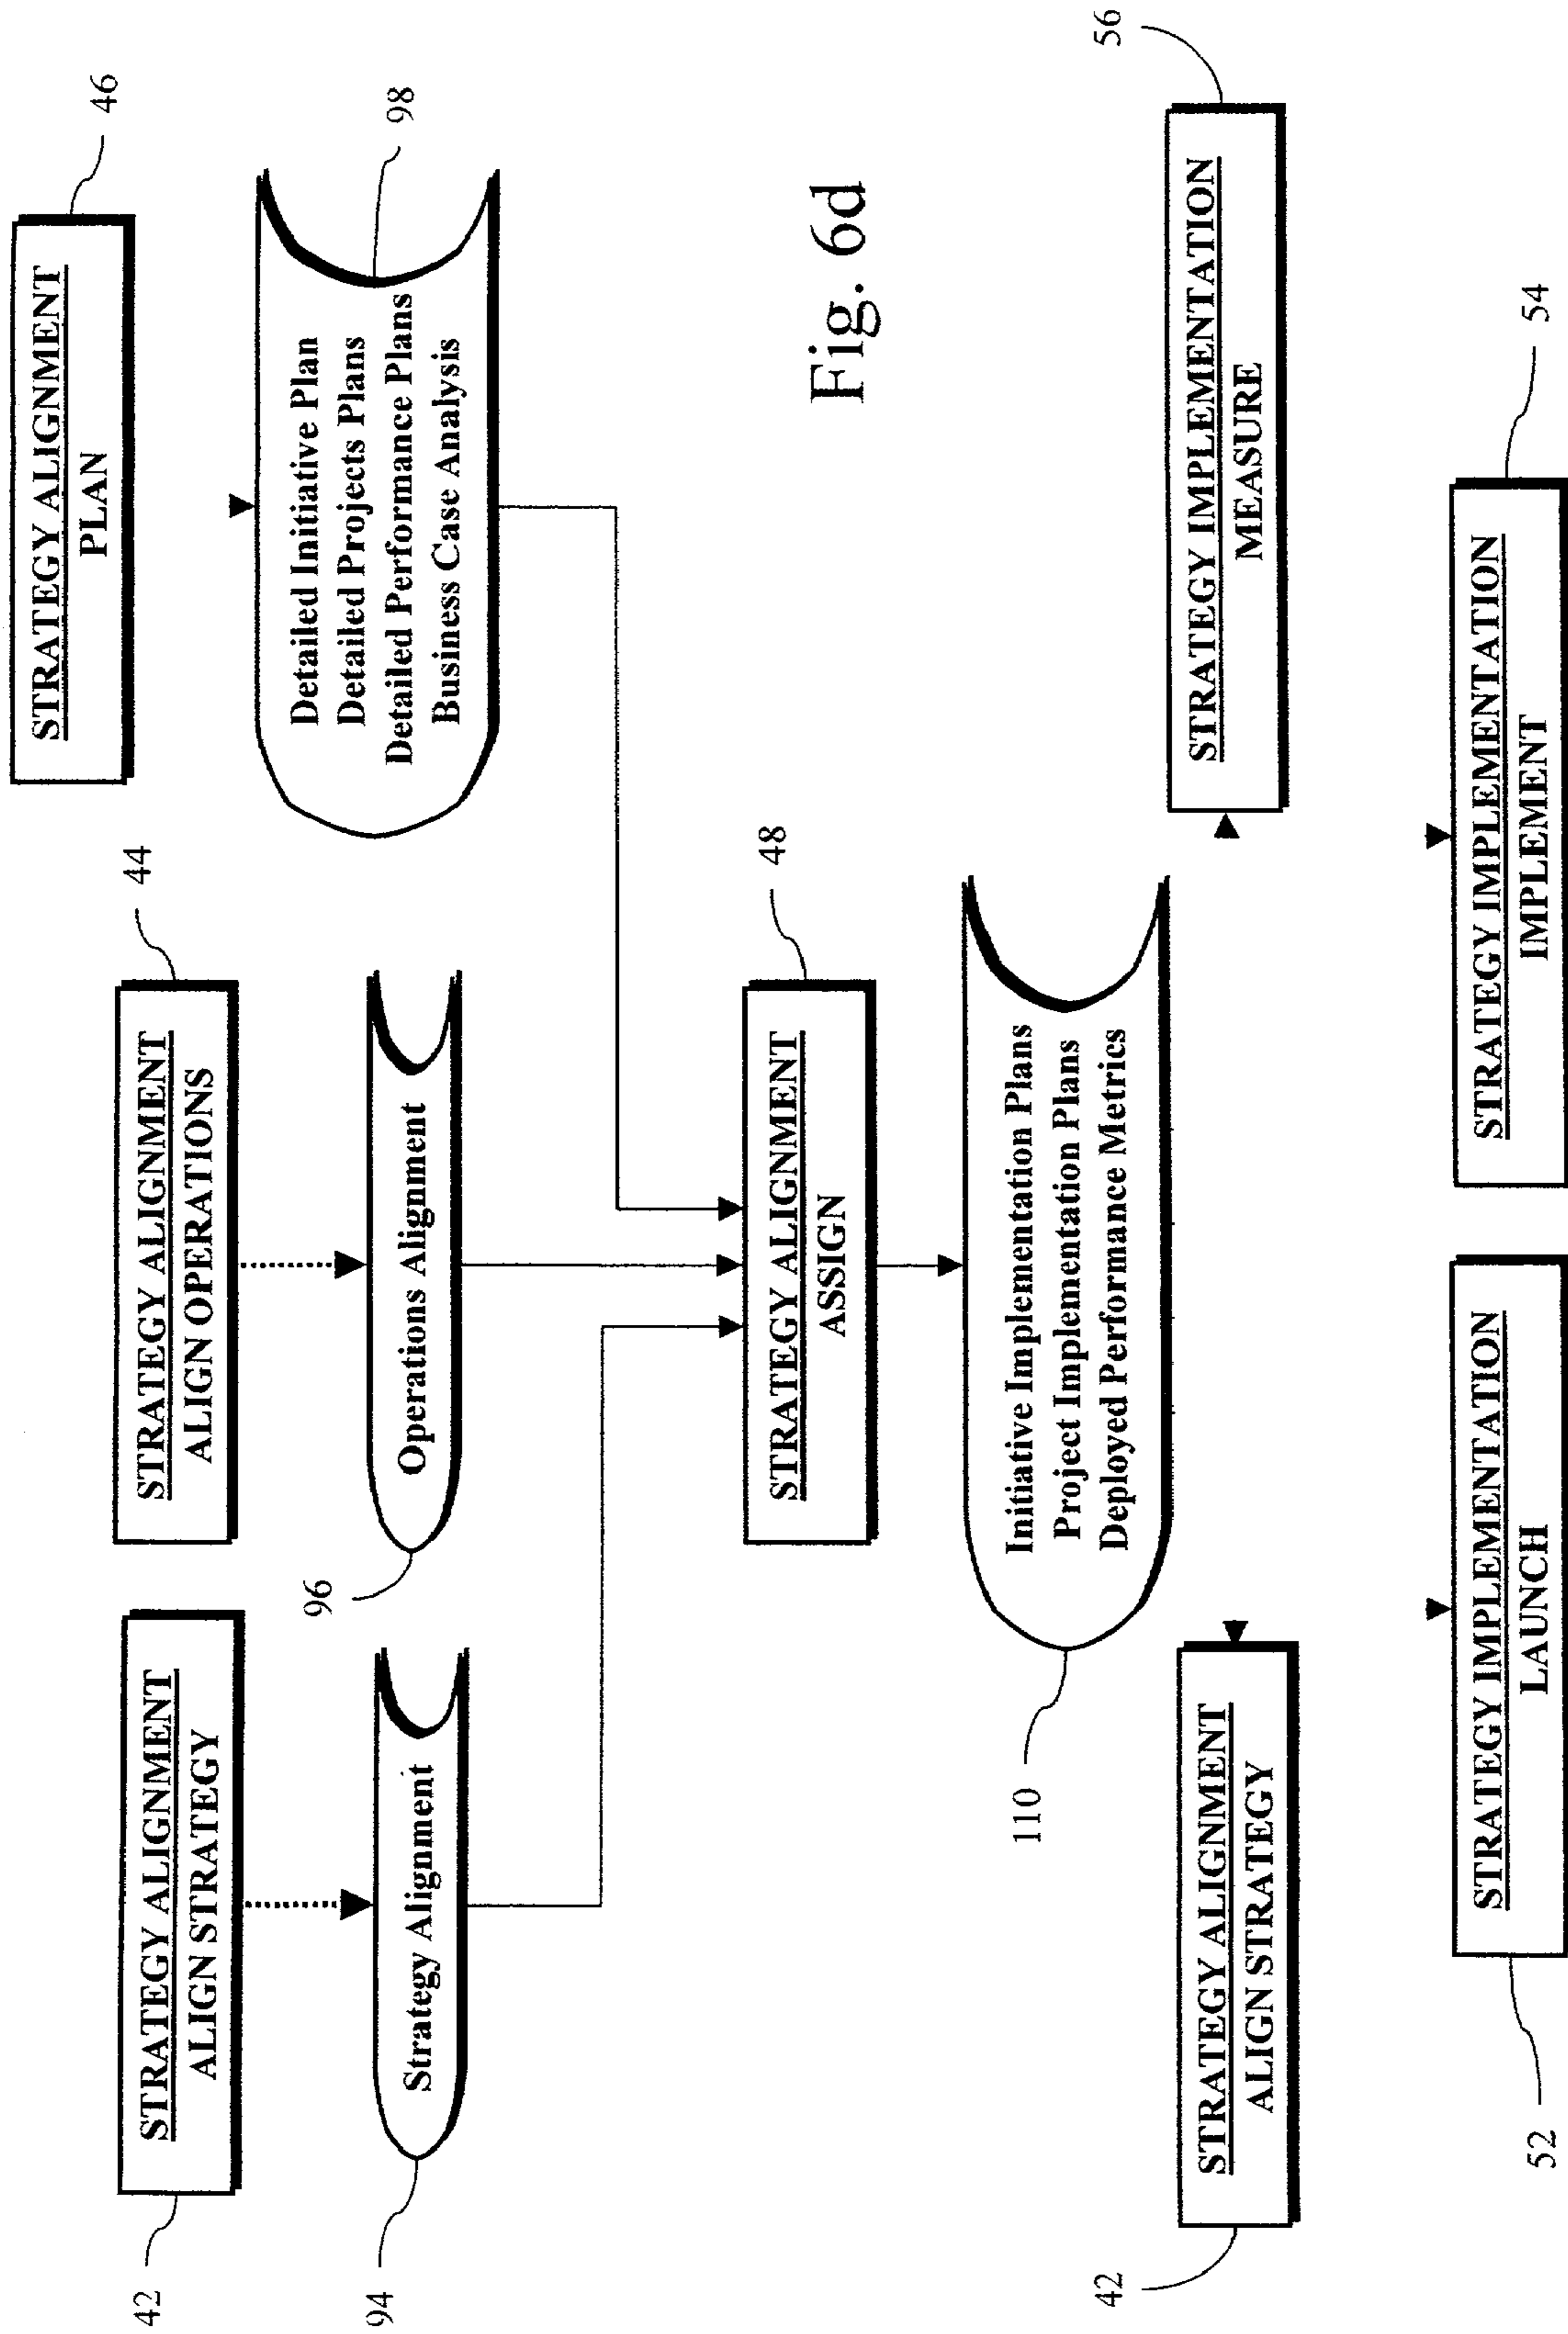 42
STRATEGY ALIGNMENT
ALIGN STRATEGY
44
STRATEGY ALIGNMENT
ALIGN OPERATIONS
46
STRATEGY ALIGNMENT
PLAN
94
Strategy Alignment
96
Operations Alignment
98
Detailed Initiative Plan
Detailed Projects Plans
Detailed Performance Plans
Business Case Analysis
48
STRATEGY ALIGNMENT
ASSIGN
Fig. 6d
110
Initiative Implementation Plans
Project Implementation Plans
Deployed Performance Metrics
42
STRATEGY ALIGNMENT
ALIGN STRATEGY
56
STRATEGY IMPLEMENTATION
MEASURE
52
STRATEGY IMPLEMENTATION
LAUNCH
54
STRATEGY IMPLEMENTATION
IMPLEMENT